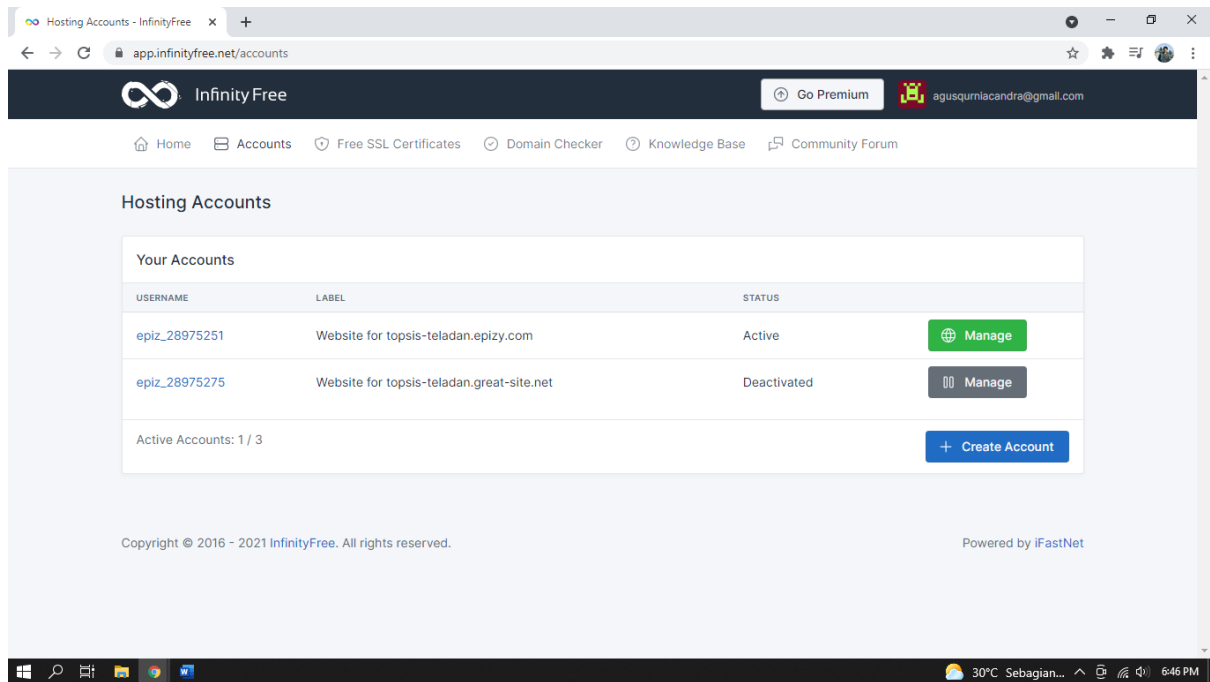 Hosting Accounts - InfinityFree
app.infinityfree.net/accounts
InfinityFree Go Premium agusqurniacandra@gmail.com
Home Accounts Free SSL Certificates Domain Checker Knowledge Base Community Forum
Hosting Accounts
Your Accounts
USERNAME LABEL STATUS
epiz_28975251 Website for topsis-teladan.epizy.com Active Manage
epiz_28975275 Website for topsis-teladan.great-site.net Deactivated Manage
Active Accounts: 1 / 3 Create Account
Copyright © 2016 - 2021 InfinityFree. All rights reserved. Powered by iFastNet
30°C Sebagian... 6:46 PM